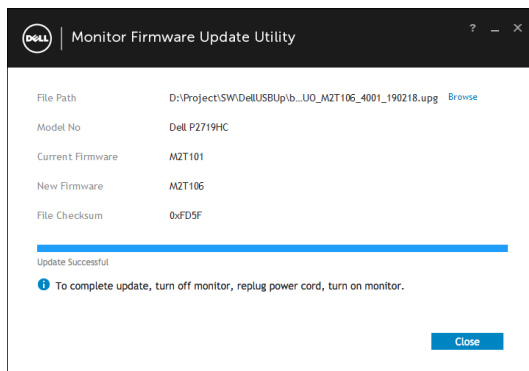 DELL Monitor Firmware Update Utility ? _ X
File Path D:\Project\SW\DellUSBUp\b...UO_M2T106_4001_190218.upg Browse
Model No Dell P2719HC
Current Firmware M2T101
New Firmware M2T106
File Checksum 0xFD5F
Update Successful
To complete update, turn off monitor, replug power cord, turn on monitor.
Close